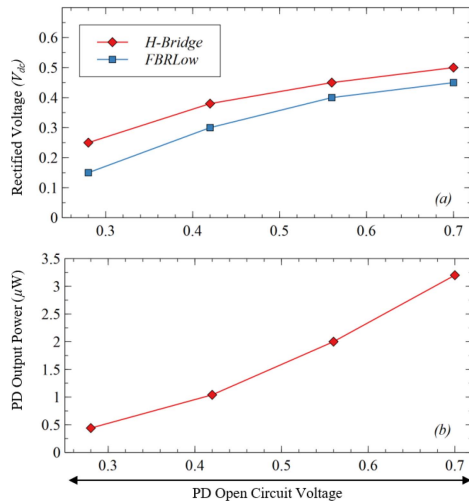 Rectified Voltage (Vdc)
0.6
0.5
0.4
0.3
0.2
0.1
0
H-Bridge
FBRLow
(a)
0.3 0.4 0.5 0.6 0.7
PD Output Power (µW)
3.5
3
2.5
2
1.5
1
0.5
0
(b)
0.3 0.4 0.5 0.6 0.7
PD Open Circuit Voltage